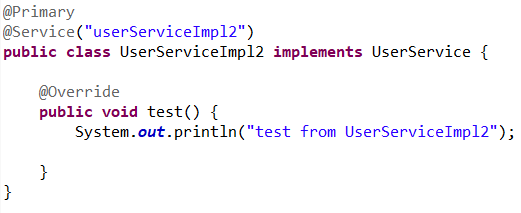 @Primary
@Service("userServiceImpl2")
public class UserServiceImpl2 implements UserService {
@Override
public void test() {
System.out.println("test from UserServiceImpl2");
}
}